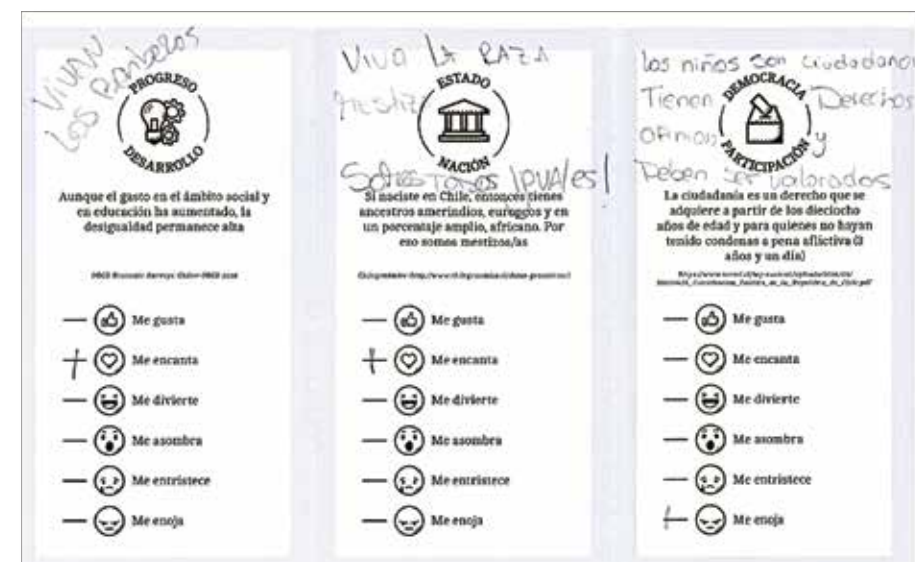 VIVAN
LOS
PROGRESO
DESARROLLO
Aunque el gasto en el ámbito social y
en educación ha aumentado, la
desigualdad permanece alta
Me gusta
Me encanta
Me divierte
Me asombra
Me entristece
Me enoja
VIVA LA RAZA
ESTADO
NACIÓN
Somos TODOS IGUALES!
Si naciste en Chile, entonces tienes
ancestros amerindios, europeos y en
un porcentaje amplio, africano. Por
eso somos mestizos/as
Me gusta
Me encanta
Me divierte
Me asombra
Me entristece
Me enoja
Los niños son ciudadanos
DEMOCRACIA
Tienen Derechos
OPinion y
PARTICIPACIÓN
Deben ser valorados
La ciudadanía es un derecho que se
adquiere a partir de los dieciocho
años de edad y para quienes no hayan
tenido condenas a pena aflictiva (3
años y un día)
Me gusta
Me encanta
Me divierte
Me asombra
Me entristece
Me enoja